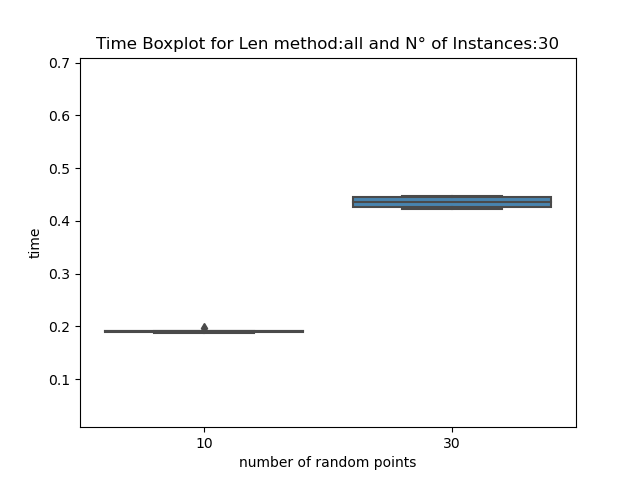 Time Boxplot for Len method:all and N° of Instances:30
0.7
0.6
0.5
0.4
0.3
0.2
0.1
time
10 30
number of random points